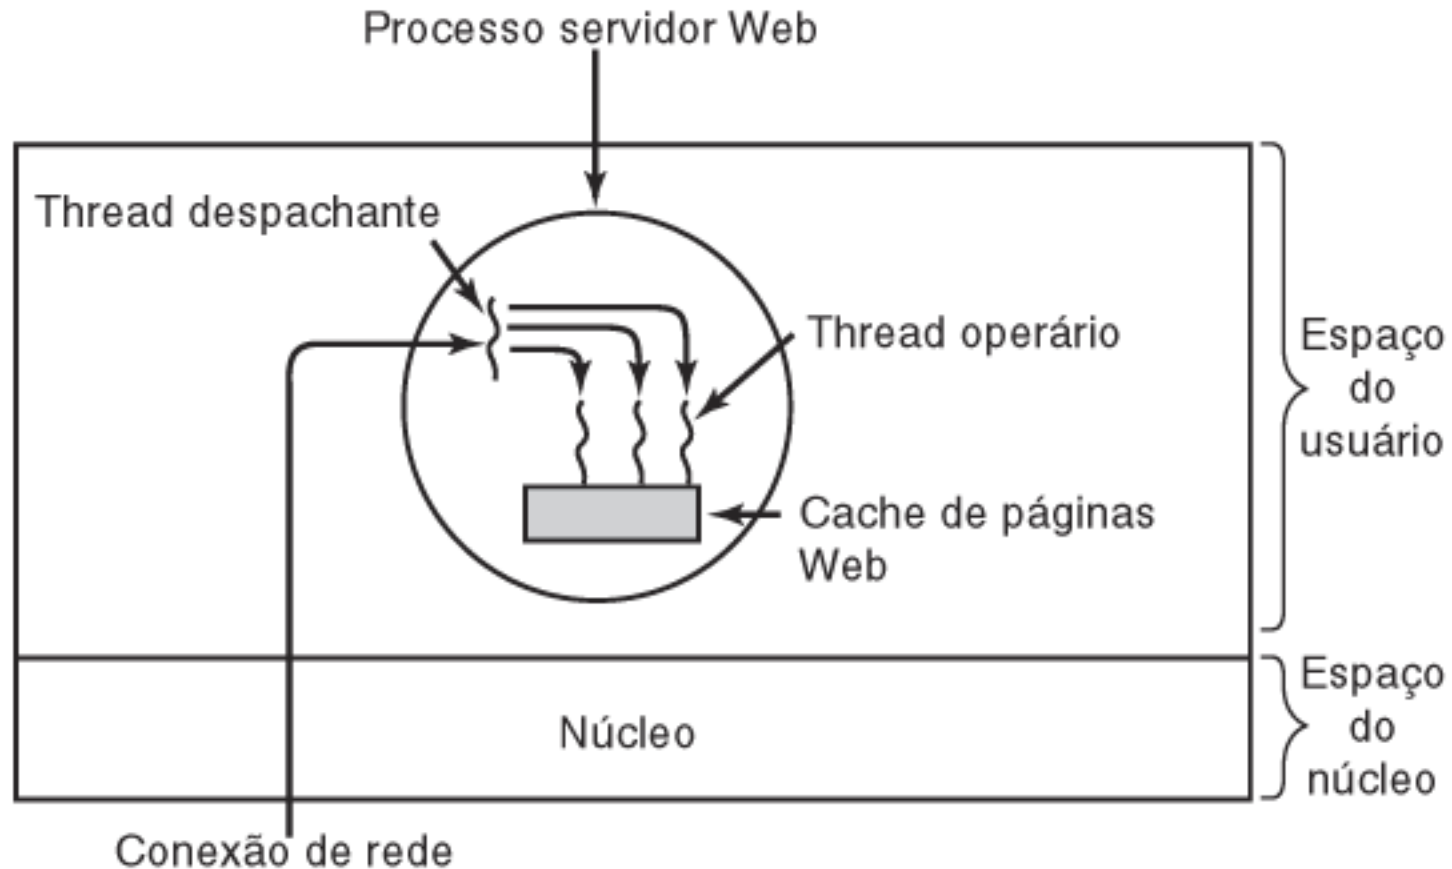 Processo servidor Web
Thread despachante
Thread operário
Cache de páginas
Web
Espaço
do
usuário
Núcleo
Espaço
do
núcleo
Conexão de rede